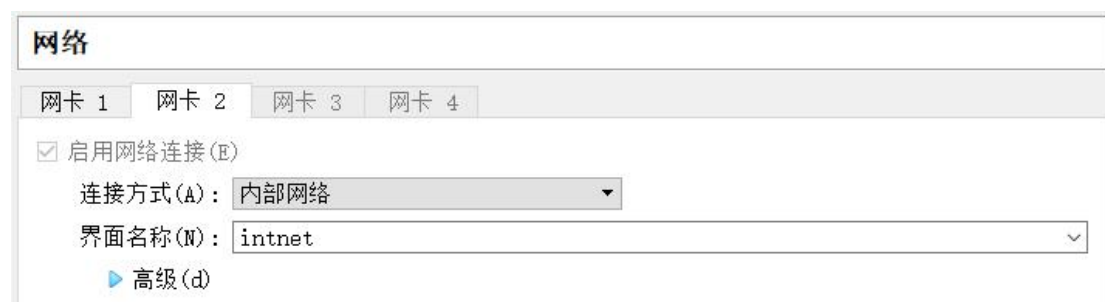 网络
网卡 1 网卡 2 网卡 3 网卡 4
启用网络连接(E)
连接方式(A): 内部网络
界面名称(N): intnet
高级(d)